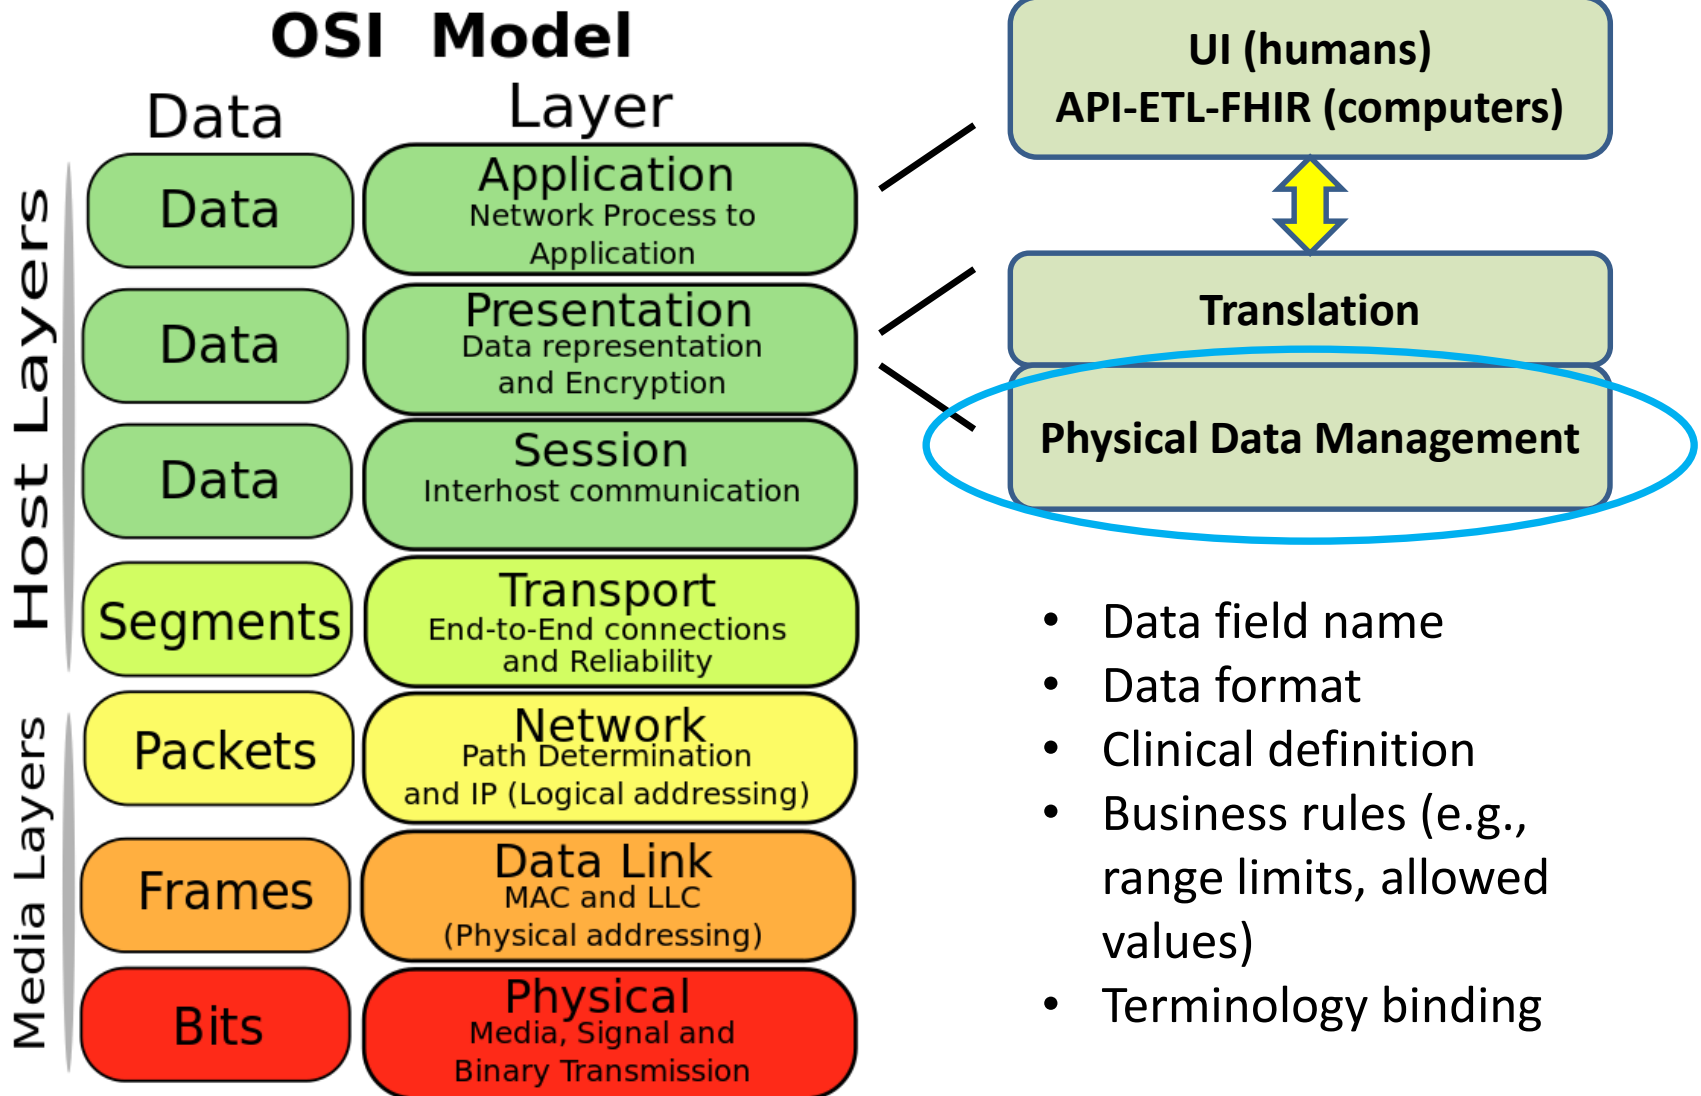 OSI Model
Data
Layer
Host Layers
Media Layers
Data
Application
Network Process to
Application
Data
Presentation
Data representation
and Encryption
Data
Session
Interhost communication
Segments
Transport
End-to-End connections
and Reliability
Packets
Network
Path Determination
and IP (Logical addressing)
Frames
Data Link
MAC and LLC
(Physical addressing)
Bits
Physical
Media, Signal and
Binary Transmission
UI (humans)
API-ETL-FHIR (computers)
Translation
Physical Data Management
• Data field name
• Data format
• Clinical definition
• Business rules (e.g.,
range limits, allowed
values)
• Terminology binding